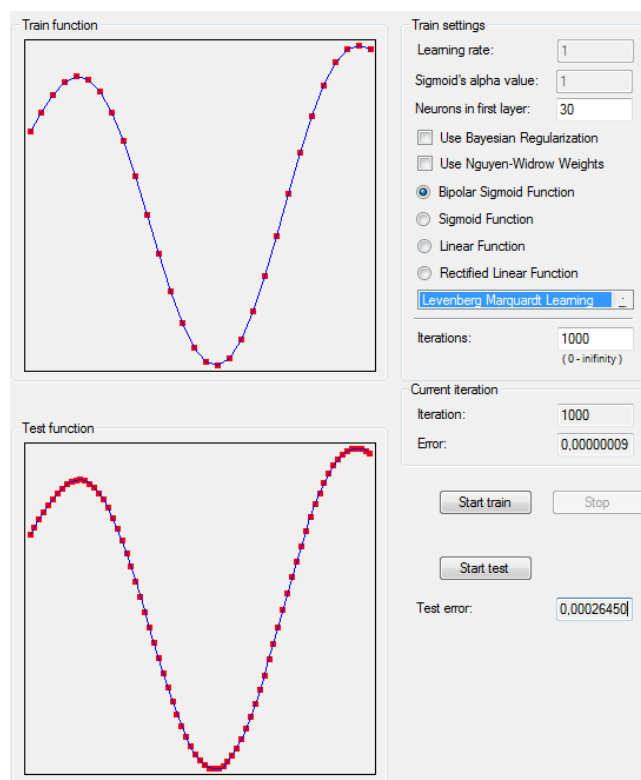 Train function
Train settings
Learning rate: 1
Sigmoid's alpha value: 1
Neurons in first layer: 30
Use Bayesian Regularization
Use Nguyen-Widrow Weights
Bipolar Sigmoid Function
Sigmoid Function
Linear Function
Rectified Linear Function
Levenberg Marquardt Learning
Iterations: 1000
( 0 - inifinity )
Current iteration
Iteration: 1000
Error: 0,00000009
Test function
Start train Stop
Start test
Test error: 0,00026450